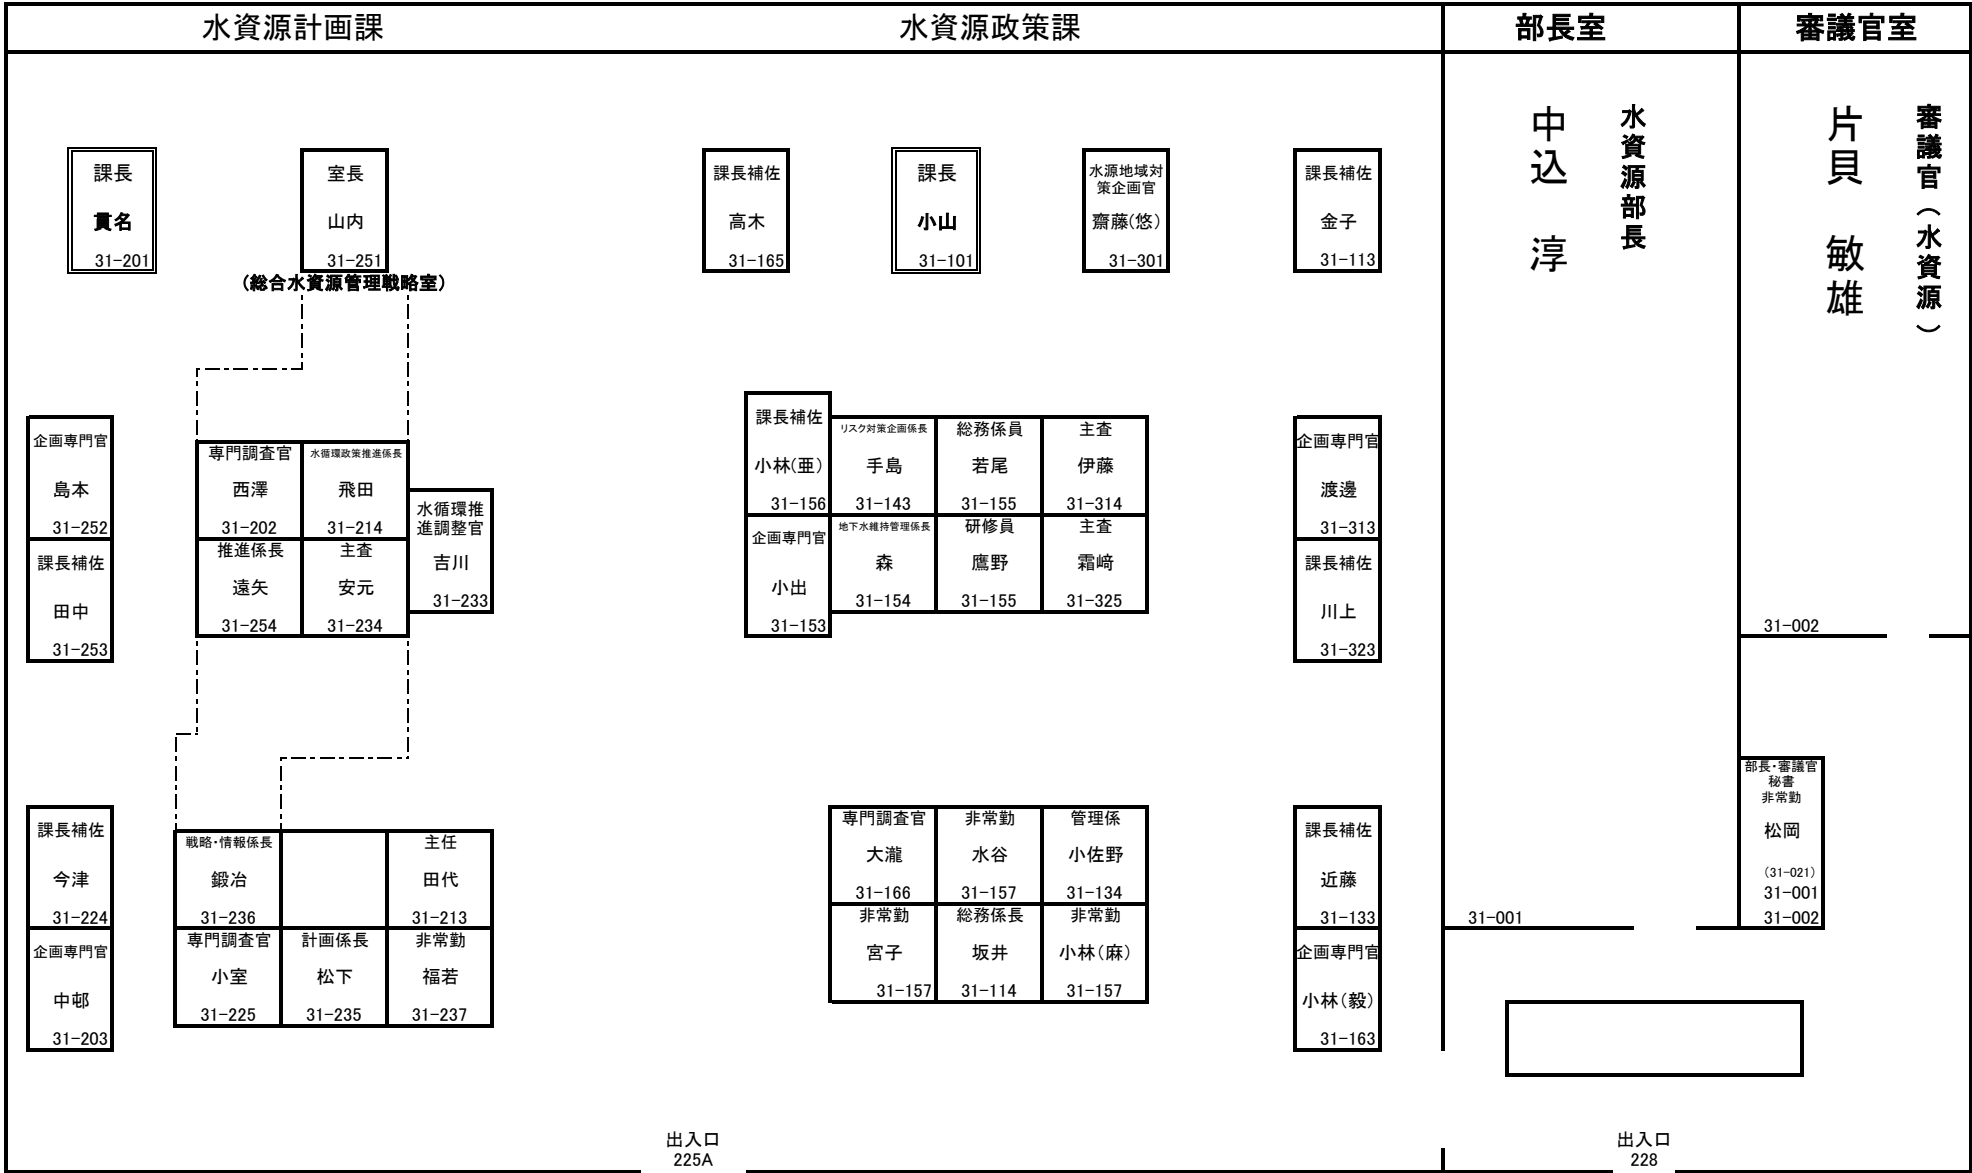 水資源計画課
水資源政策課
部長室
審議官室
課長
貫名
31-201
室長
山内
31-251
(総合水資源管理戦略室)
課長補佐
高木
31-165
課長
小山
31-101
水源地域対
策企画官
齋藤(悠)
31-301
課長補佐
金子
31-113
水資源部長
中込 淳
審議官(水資源)
片貝 敏雄
企画専門官
島本
31-252
課長補佐
田中
31-253
専門調査官
西澤
31-202
水循環政策推進係長
飛田
31-214
推進係長
遠矢
31-254
主査
安元
31-234
水循環推
進調整官
吉川
31-233
課長補佐
小林(亜)
31-156
企画専門官
小出
31-153
リスク対策企画係長
手島
31-143
総務係員
若尾
31-155
主査
伊藤
31-314
地下水維持管理係長
森
31-154
研修員
鷹野
31-155
主査
霜﨑
31-325
企画専門官
渡邊
31-313
課長補佐
川上
31-323
31-002
課長補佐
今津
31-224
企画専門官
中邨
31-203
戦略・情報係長
鍛冶
31-236
主任
田代
31-213
専門調査官
小室
31-225
計画係長
松下
31-235
非常勤
福若
31-237
専門調査官
大瀧
31-166
非常勤
水谷
31-157
管理係
小佐野
31-134
非常勤
宮子
31-157
総務係長
坂井
31-114
非常勤
小林(麻)
31-157
課長補佐
近藤
31-133
企画専門官
小林(毅)
31-163
31-001
部長・審議官
秘書
非常勤
松岡
(31-021)
31-001
31-002
出入口
225A
出入口
228